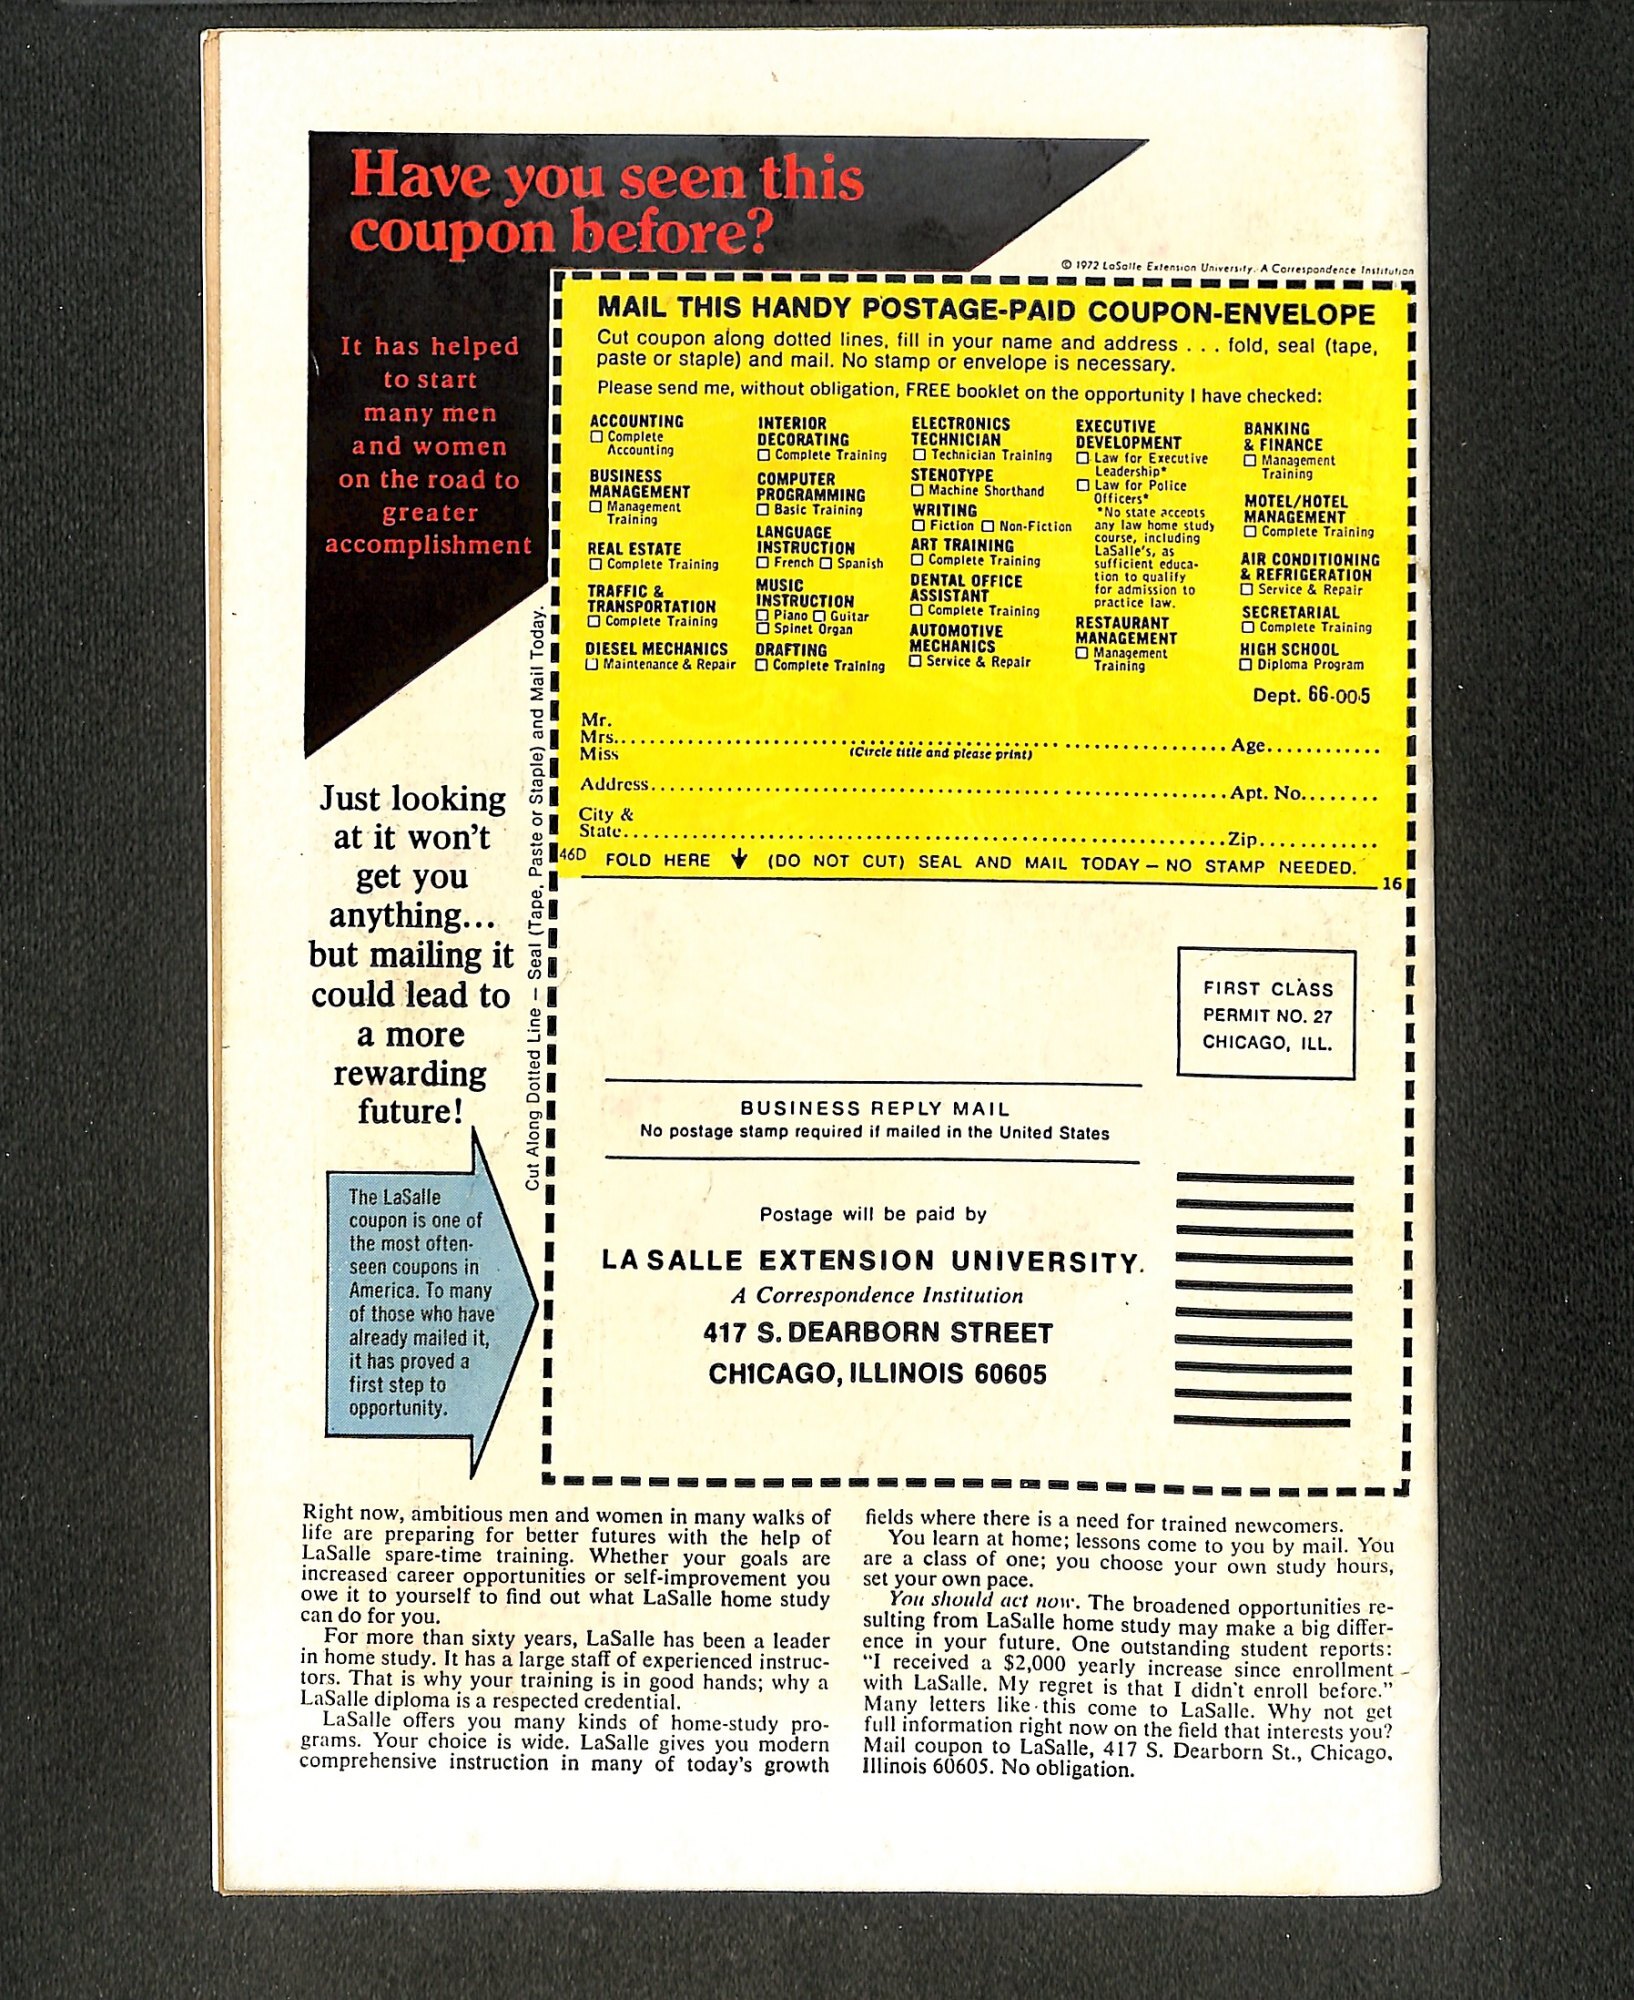 Have you seen this
coupon before?
© 1972 LaSalle Extension University. A Correspondence Institution
It has helped
to start
many men
and women
on the road to
greater
accomplishment
MAIL THIS HANDY POSTAGE-PAID COUPON-ENVELOPE
Cut coupon along dotted lines, fill in your name and address . . . fold, seal (tape,
paste or staple) and mail. No stamp or envelope is necessary.
Please send me, without obligation, FREE booklet on the opportunity I have checked:
ACCOUNTING
☐ Complete
Accounting
BUSINESS
MANAGEMENT
☐ Management
Training
REAL ESTATE
☐ Complete Training
TRAFFIC &
TRANSPORTATION
☐ Complete Training
DIESEL MECHANICS
☐ Maintenance & Repair
INTERIOR
DECORATING
☐ Complete Training
COMPUTER
PROGRAMMING
☐ Basic Training
LANGUAGE
INSTRUCTION
☐ French ☐ Spanish
MUSIC
INSTRUCTION
☐ Piano ☐ Guitar
☐ Spinet Organ
DRAFTING
☐ Complete Training
ELECTRONICS
TECHNICIAN
☐ Technician Training
STENOTYPE
☐ Machine Shorthand
WRITING
☐ Fiction ☐ Non-Fiction
ART TRAINING
☐ Complete Training
DENTAL OFFICE
ASSISTANT
☐ Complete Training
AUTOMOTIVE
MECHANICS
☐ Service & Repair
EXECUTIVE
DEVELOPMENT
☐ Law for Executive
Leadership*
☐ Law for Police
Officers*
*No state accepts
any law home study
course, including
LaSalle's, as
sufficient educa-
tion to qualify
for admission to
practice law.
RESTAURANT
MANAGEMENT
☐ Management
Training
BANKING
& FINANCE
☐ Management
Training
MOTEL/HOTEL
MANAGEMENT
☐ Complete Training
AIR CONDITIONING
& REFRIGERATION
☐ Service & Repair
SECRETARIAL
☐ Complete Training
HIGH SCHOOL
☐ Diploma Program
Dept. 66-005
Mr.
Mrs. Age
Miss (Circle title and please print)
Address Apt. No.
City &
State Zip
46D FOLD HERE ↓ (DO NOT CUT) SEAL AND MAIL TODAY – NO STAMP NEEDED.
16
Cut Along Dotted Line – Seal (Tape, Paste or Staple) and Mail Today.
Just looking
at it won't
get you
anything...
but mailing it
could lead to
a more
rewarding
future!
The LaSalle
coupon is one of
the most often-
seen coupons in
America. To many
of those who have
already mailed it,
it has proved a
first step to
opportunity.
FIRST CLASS
PERMIT NO. 27
CHICAGO, ILL.
BUSINESS REPLY MAIL
No postage stamp required if mailed in the United States
Postage will be paid by
LA SALLE EXTENSION UNIVERSITY.
A Correspondence Institution
417 S. DEARBORN STREET
CHICAGO, ILLINOIS 60605
Right now, ambitious men and women in many walks of
life are preparing for better futures with the help of
LaSalle spare-time training. Whether your goals are
increased career opportunities or self-improvement you
owe it to yourself to find out what LaSalle home study
can do for you.
For more than sixty years, LaSalle has been a leader
in home study. It has a large staff of experienced instruc-
tors. That is why your training is in good hands; why a
LaSalle diploma is a respected credential.
LaSalle offers you many kinds of home-study pro-
grams. Your choice is wide. LaSalle gives you modern
comprehensive instruction in many of today's growth
fields where there is a need for trained newcomers.
You learn at home; lessons come to you by mail. You
are a class of one; you choose your own study hours,
set your own pace.
You should act now. The broadened opportunities re-
sulting from LaSalle home study may make a big differ-
ence in your future. One outstanding student reports:
"I received a $2,000 yearly increase since enrollment
with LaSalle. My regret is that I didn't enroll before."
Many letters like this come to LaSalle. Why not get
full information right now on the field that interests you?
Mail coupon to LaSalle, 417 S. Dearborn St., Chicago,
Illinois 60605. No obligation.